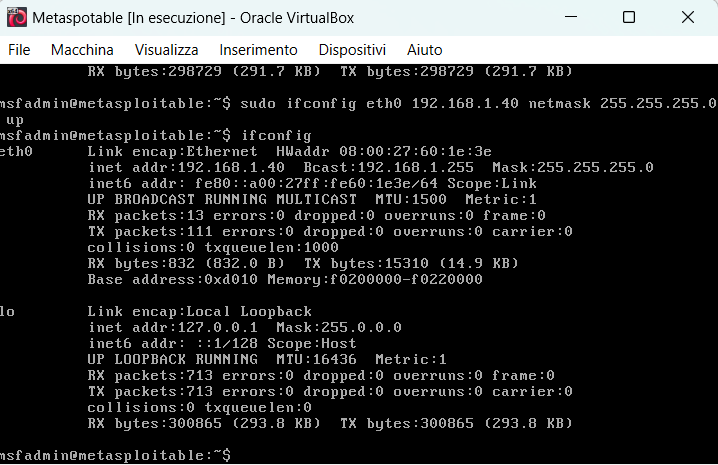 Metaspotable [In esecuzione] - Oracle VirtualBox
File Macchina Visualizza Inserimento Dispositivi Aiuto
RX bytes:298729 (291.7 KB)  TX bytes:298729 (291.7 KB)
msfadmin@metasploitable:~$ sudo ifconfig eth0 192.168.1.40 netmask 255.255.255.0
up
msfadmin@metasploitable:~$ ifconfig
eth0 Link encap:Ethernet  HWaddr 08:00:27:60:1e:3e
inet addr:192.168.1.40  Bcast:192.168.1.255  Mask:255.255.255.0
inet6 addr: fe80::a00:27ff:fe60:1e3e/64 Scope:Link
UP BROADCAST RUNNING MULTICAST  MTU:1500  Metric:1
RX packets:13 errors:0 dropped:0 overruns:0 frame:0
TX packets:111 errors:0 dropped:0 overruns:0 carrier:0
collisions:0 txqueuelen:1000
RX bytes:832 (832.0 B)  TX bytes:15310 (14.9 KB)
Base address:0xd010 Memory:f0200000-f0220000
lo Link encap:Local Loopback
inet addr:127.0.0.1  Mask:255.0.0.0
inet6 addr: ::1/128 Scope:Host
UP LOOPBACK RUNNING  MTU:16436  Metric:1
RX packets:713 errors:0 dropped:0 overruns:0 frame:0
TX packets:713 errors:0 dropped:0 overruns:0 carrier:0
collisions:0 txqueuelen:0
RX bytes:300865 (293.8 KB)  TX bytes:300865 (293.8 KB)
msfadmin@metasploitable:~$